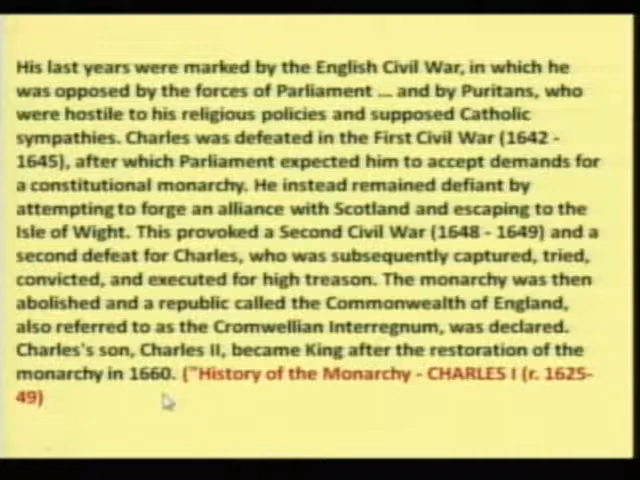 His last years were marked by the English Civil War, in which he
was opposed by the forces of Parliament ... and by Puritans, who
were hostile to his religious policies and supposed Catholic
sympathies. Charles was defeated in the First Civil War (1642 -
1645), after which Parliament expected him to accept demands for
a constitutional monarchy. He instead remained defiant by
attempting to forge an alliance with Scotland and escaping to the
Isle of Wight. This provoked a Second Civil War (1648 - 1649) and a
second defeat for Charles, who was subsequently captured, tried,
convicted, and executed for high treason. The monarchy was then
abolished and a republic called the Commonwealth of England,
also referred to as the Cromwellian Interregnum, was declared.
Charles's son, Charles II, became King after the restoration of the
monarchy in 1660. ("History of the Monarchy - CHARLES I (r. 1625-
49)